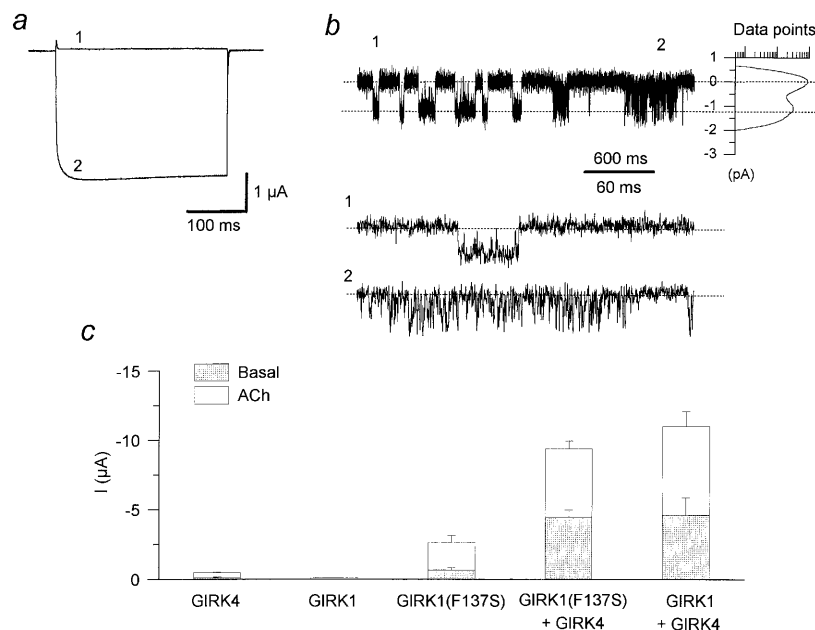 a
1
2
1 μA
100 ms
b
1
2
600 ms
60 ms
Data points
1
0
-1
-2
-3
(pA)
1
2
c
-15
-10
-5
0
I (μA)
Basal
ACh
GIRK4
GIRK1
GIRK1(F137S)
GIRK1(F137S)
+ GIRK4
GIRK1
+ GIRK4